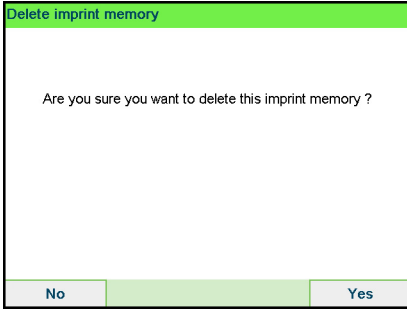 Delete imprint memory
Are you sure you want to delete this imprint memory ?
No
Yes